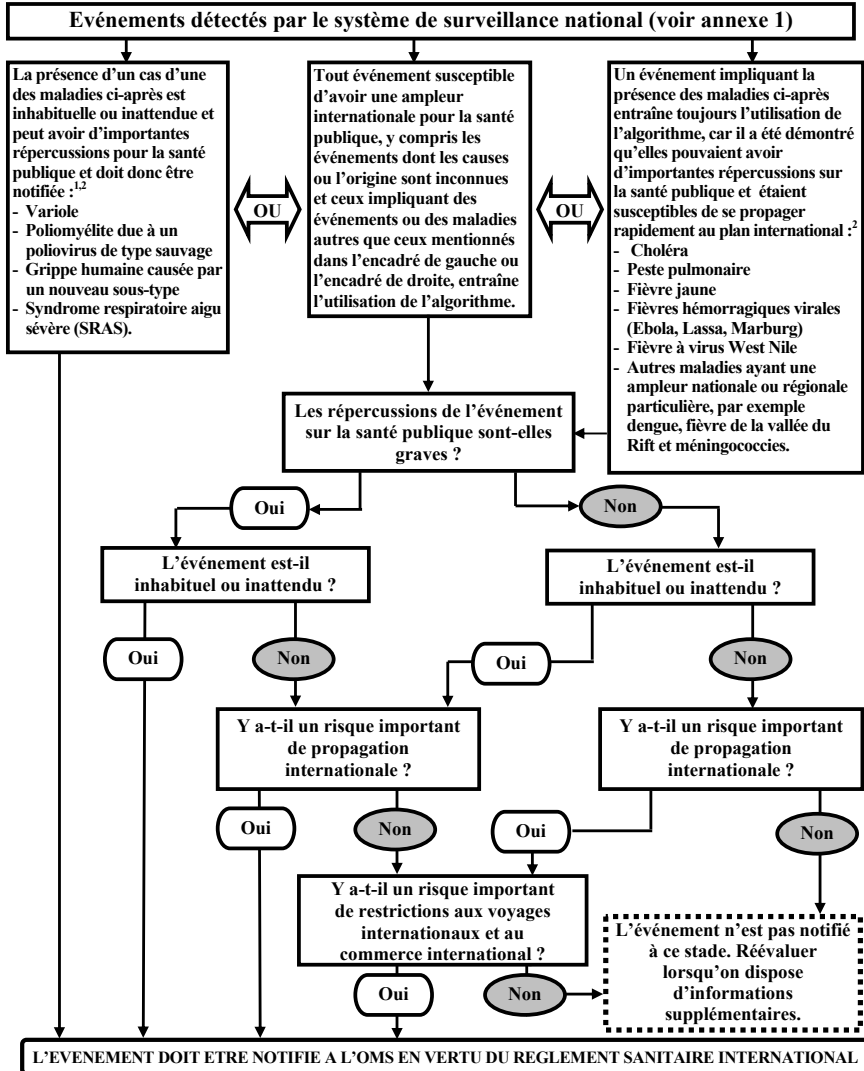 Evénements détectés par le système de surveillance national (voir annexe 1)
La présence d'un cas d'une
des maladies ci-après est
inhabituelle ou inattendue et
peut avoir d'importantes
répercussions pour la santé
publique et doit donc être
notifiée :1,2
- Variole
- Poliomyélite due à un
poliovirus de type sauvage
- Grippe humaine causée par
un nouveau sous-type
- Syndrome respiratoire aigu
sévère (SRAS).
OU
Tout événement susceptible
d'avoir une ampleur
internationale pour la santé
publique, y compris les
événements dont les causes
ou l'origine sont inconnues
et ceux impliquant des
événements ou des maladies
autres que ceux mentionnés
dans l'encadré de gauche ou
l'encadré de droite, entraîne
l'utilisation de l'algorithme.
OU
Un événement impliquant la
présence des maladies ci-après
entraîne toujours l'utilisation de
l'algorithme, car il a été démontré
qu'elles pouvaient avoir
d'importantes répercussions sur
la santé publique et étaient
susceptibles de se propager
rapidement au plan international :2
- Choléra
- Peste pulmonaire
- Fièvre jaune
- Fièvres hémorragiques virales
(Ebola, Lassa, Marburg)
- Fièvre à virus West Nile
- Autres maladies ayant une
ampleur nationale ou régionale
particulière, par exemple
dengue, fièvre de la vallée du
Rift et méningococcies.
Les répercussions de l'événement
sur la santé publique sont-elles
graves ?
Oui
Non
L'événement est-il
inhabituel ou inattendu ?
L'événement est-il
inhabituel ou inattendu ?
Oui
Non
Oui
Non
Y a-t-il un risque important
de propagation
internationale ?
Y a-t-il un risque important
de propagation
internationale ?
Oui
Non
Oui
Non
Y a-t-il un risque important
de restrictions aux voyages
internationaux et au
commerce international ?
L'événement n'est pas notifié
à ce stade. Réévaluer
lorsqu'on dispose
d'informations
supplémentaires.
Oui
Non
L'EVENEMENT DOIT ETRE NOTIFIE A L'OMS EN VERTU DU REGLEMENT SANITAIRE INTERNATIONAL